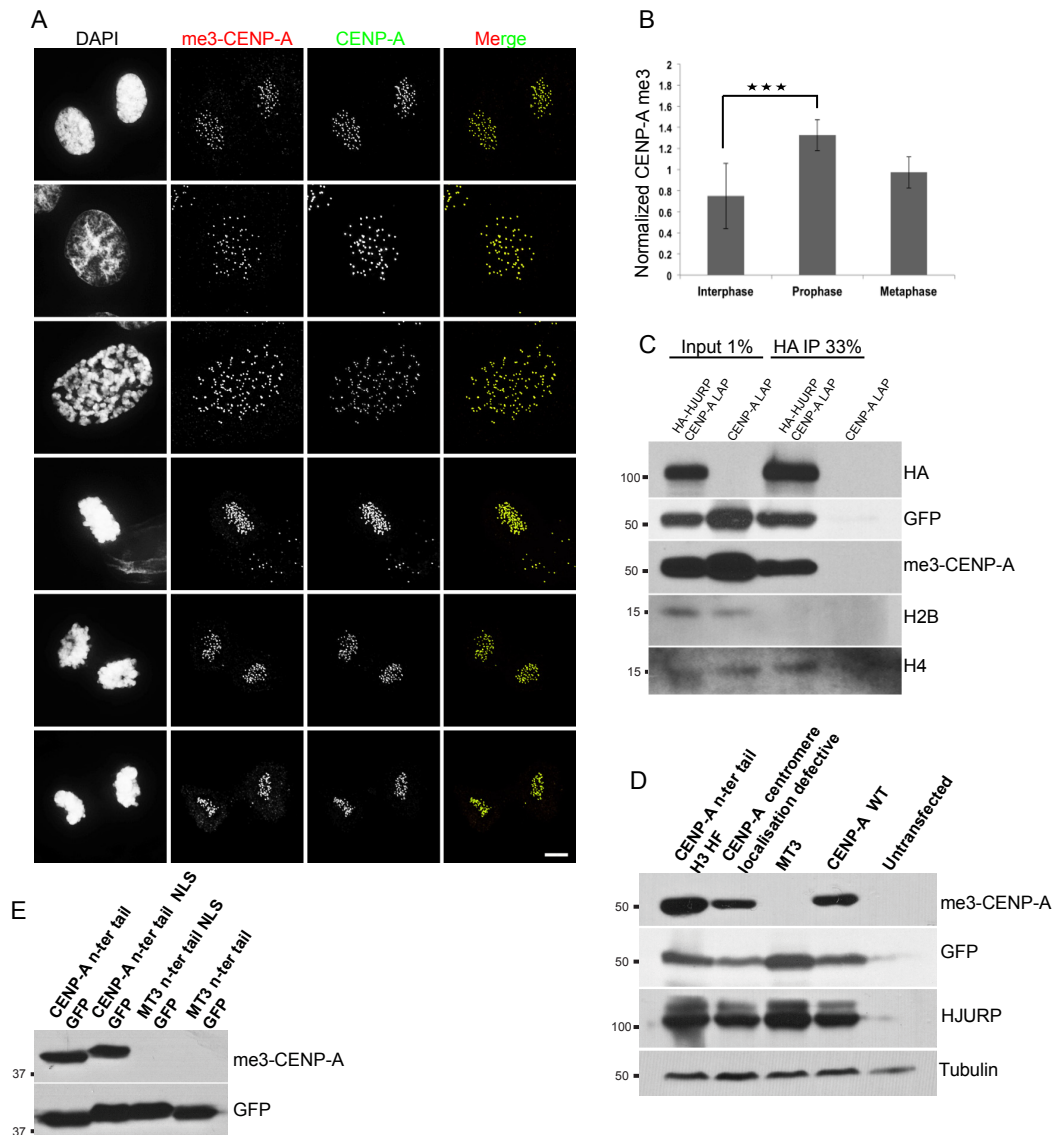 A
DAPI
me3-CENP-A
CENP-A
Merge
B
Normalized CENP-A me3
2
1.8
1.6
1.4
1.2
1
0.8
0.6
0.4
0.2
0
★★★
Interphase
Prophase
Metaphase
C
Input 1%
HA IP 33%
HA-HJURP
CENP-A LAP
CENP-A LAP
HA-HJURP
CENP-A LAP
CENP-A LAP
100
HA
50
GFP
50
me3-CENP-A
15
H2B
15
H4
D
CENP-A n-ter tail
H3 HF
CENP-A centromere
localisation defective
MT3
CENP-A WT
Untransfected
50
me3-CENP-A
50
GFP
100
HJURP
50
Tubulin
E
CENP-A n-ter tail
GFP
CENP-A n-ter tail NLS
GFP
MT3 n-ter tail NLS
GFP
MT3 n-ter tail
GFP
37
me3-CENP-A
37
GFP